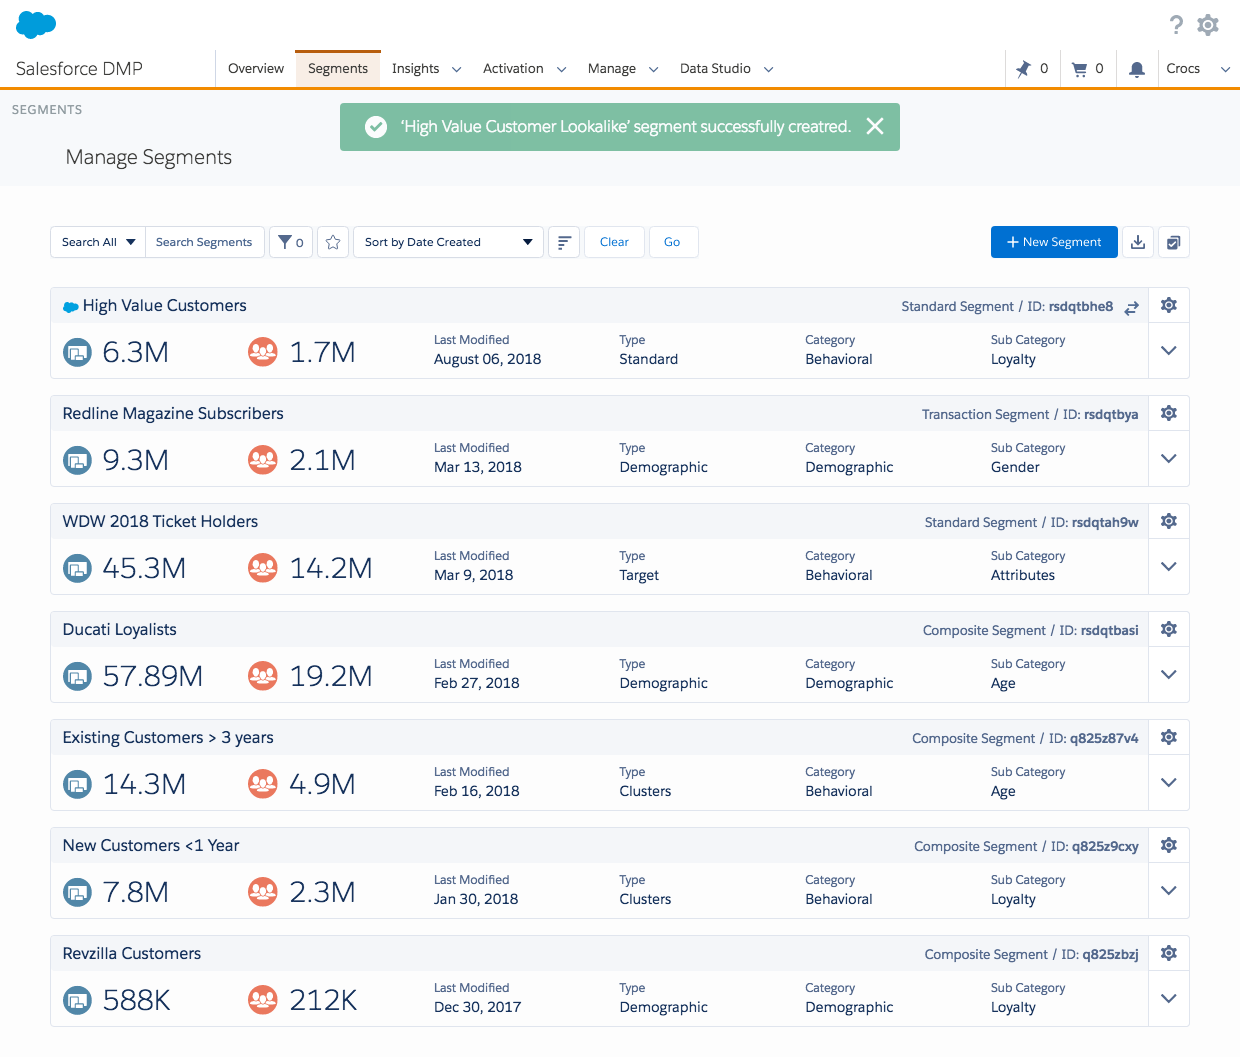 ?
Salesforce DMP
Overview
Segments
Insights
Activation
Manage
Data Studio
0
0
Crocs
SEGMENTS
‘High Value Customer Lookalike’ segment successfully creatred.
Manage Segments
Search All
Search Segments
0
Sort by Date Created
Clear
Go
+ New Segment
High Value Customers
Standard Segment / ID: rsdqtbhe8
6.3M
1.7M
Last Modified
August 06, 2018
Type
Standard
Category
Behavioral
Sub Category
Loyalty
Redline Magazine Subscribers
Transaction Segment / ID: rsdqtbya
9.3M
2.1M
Last Modified
Mar 13, 2018
Type
Demographic
Category
Demographic
Sub Category
Gender
WDW 2018 Ticket Holders
Standard Segment / ID: rsdqtah9w
45.3M
14.2M
Last Modified
Mar 9, 2018
Type
Target
Category
Behavioral
Sub Category
Attributes
Ducati Loyalists
Composite Segment / ID: rsdqtbasi
57.89M
19.2M
Last Modified
Feb 27, 2018
Type
Demographic
Category
Demographic
Sub Category
Age
Existing Customers > 3 years
Composite Segment / ID: q825z87v4
14.3M
4.9M
Last Modified
Feb 16, 2018
Type
Clusters
Category
Behavioral
Sub Category
Age
New Customers <1 Year
Composite Segment / ID: q825z9cxy
7.8M
2.3M
Last Modified
Jan 30, 2018
Type
Clusters
Category
Behavioral
Sub Category
Loyalty
Revzilla Customers
Composite Segment / ID: q825zbzj
588K
212K
Last Modified
Dec 30, 2017
Type
Demographic
Category
Demographic
Sub Category
Loyalty